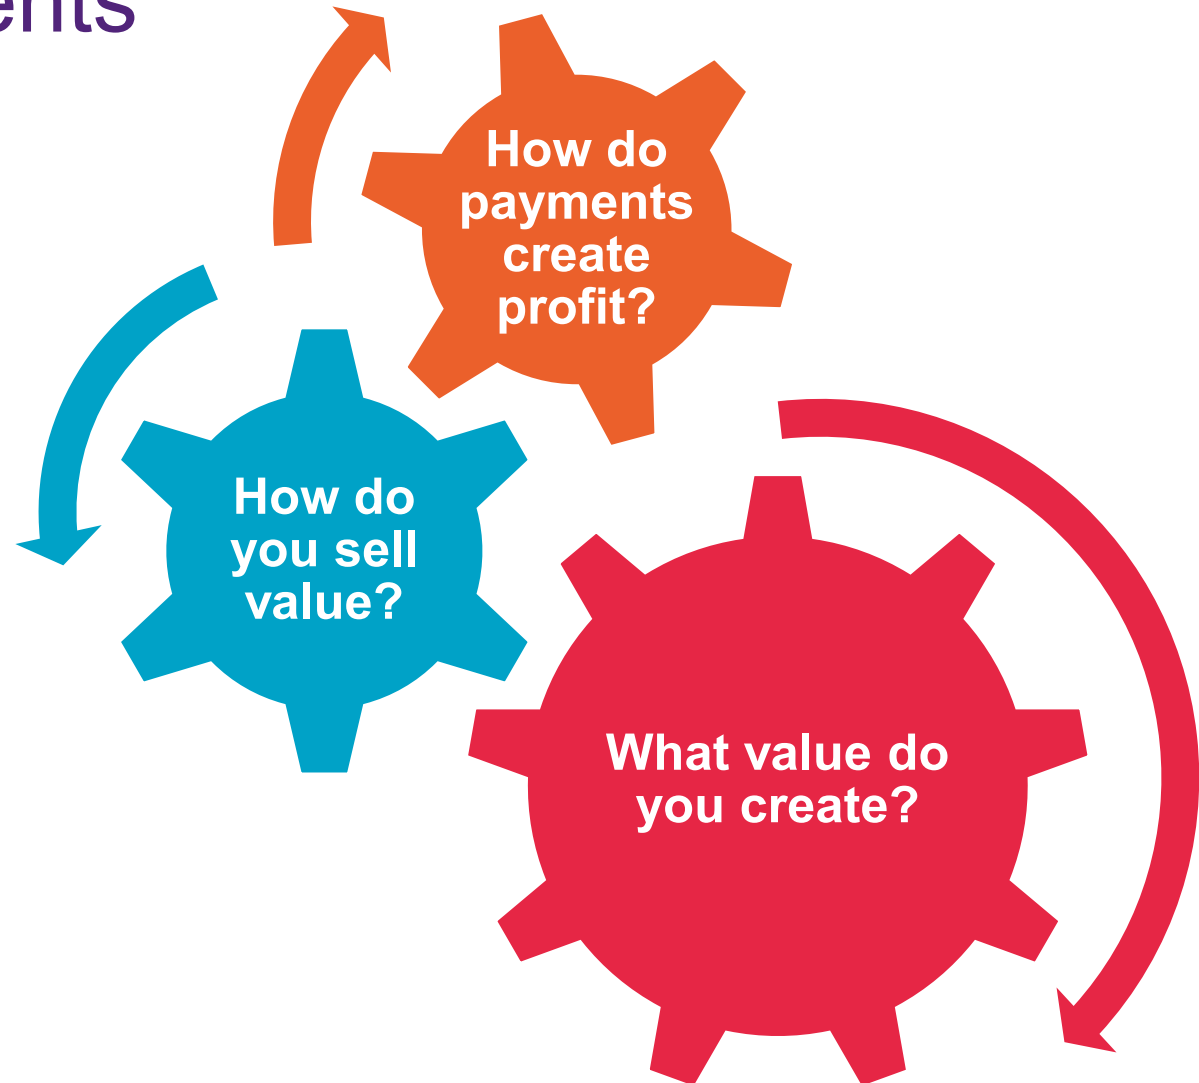 ents
How do
payments
create
profit?
How do
you sell
value?
What value do
you create?